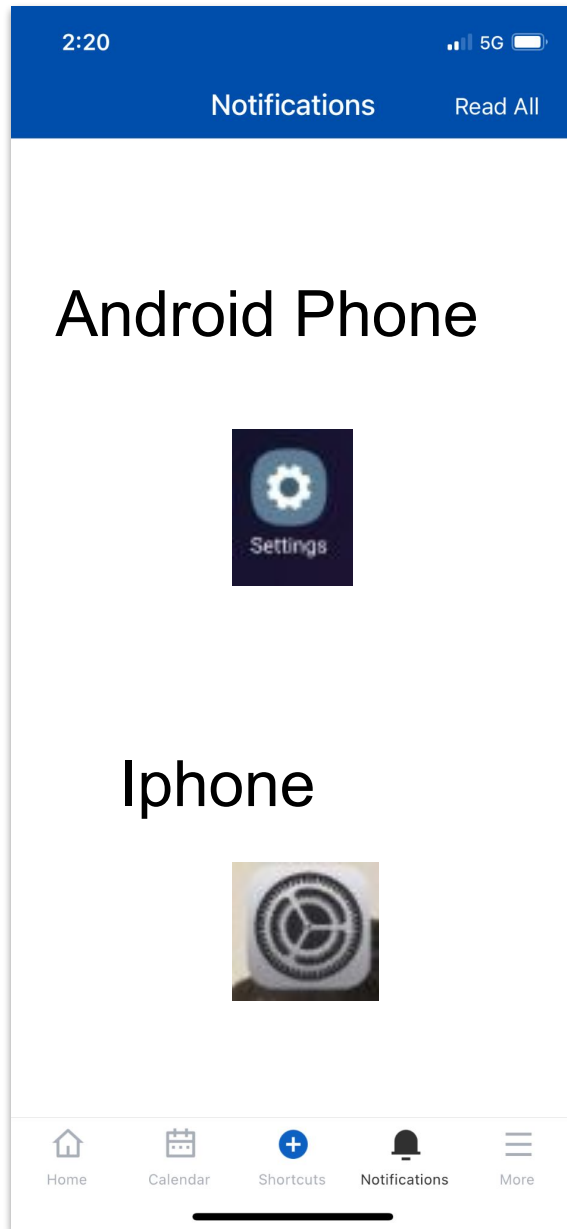 2:20 5G
Notifications Read All
Android Phone
Settings
Iphone
Home Calendar Shortcuts Notifications More